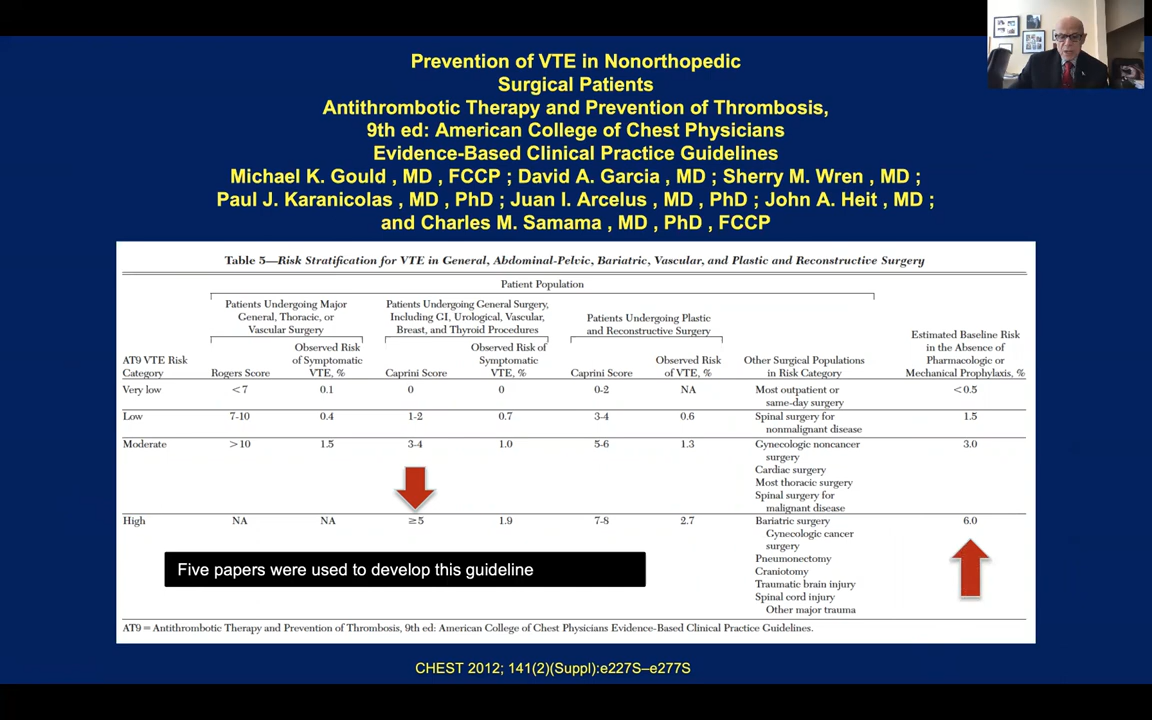 Prevention of VTE in Nonorthopedic
Surgical Patients
Antithrombotic Therapy and Prevention of Thrombosis,
9th ed: American College of Chest Physicians
Evidence-Based Clinical Practice Guidelines
Michael K. Gould , MD , FCCP ; David A. Garcia , MD ; Sherry M. Wren , MD ;
Paul J. Karanicolas , MD , PhD ; Juan I. Arcelus , MD , PhD ; John A. Heit , MD ;
and Charles M. Samama , MD , PhD , FCCP
Table 5—Risk Stratification for VTE in General, Abdominal-Pelvic, Bariatric, Vascular, and Plastic and Reconstructive Surgery
Patient Population
Patients Undergoing Major
General, Thoracic, or
Vascular Surgery
Patients Undergoing General Surgery,
Including GI, Urological, Vascular,
Breast, and Thyroid Procedures
Patients Undergoing Plastic
and Reconstructive Surgery
AT9 VTE Risk
Category
Rogers Score
Observed Risk
of Symptomatic
VTE, %
Caprini Score
Observed Risk of
Symptomatic
VTE, %
Caprini Score
Observed Risk
of VTE, %
Other Surgical Populations
in Risk Category
Estimated Baseline Risk
in the Absence of
Pharmacologic or
Mechanical Prophylaxis, %
Very low <7 0.1 0 0 0-2 NA Most outpatient or <0.5
same-day surgery
Low 7-10 0.4 1-2 0.7 3-4 0.6 Spinal surgery for 1.5
nonmalignant disease
Moderate >10 1.5 3-4 1.0 5-6 1.3 Gynecologic noncancer 3.0
surgery
Cardiac surgery
Most thoracic surgery
Spinal surgery for
malignant disease
High NA NA ≥5 1.9 7-8 2.7 Bariatric surgery 6.0
Gynecologic cancer
surgery
Pneumonectomy
Craniotomy
Traumatic brain injury
Spinal cord injury
Other major trauma
Five papers were used to develop this guideline
AT9 = Antithrombotic Therapy and Prevention of Thrombosis, 9th ed: American College of Chest Physicians Evidence-Based Clinical Practice Guidelines.
CHEST 2012; 141(2)(Suppl):e227S–e277S